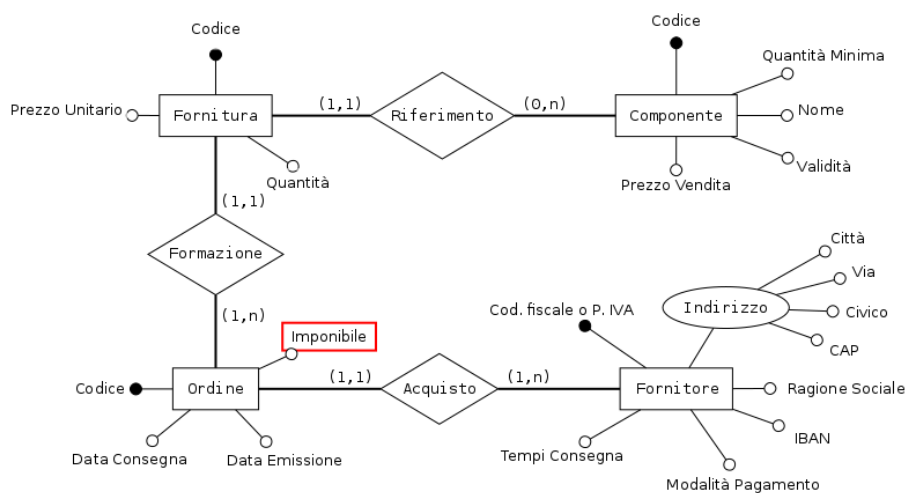 Codice
Codice
Quantità Minima
Prezzo Unitario
Fornitura
(1,1)
Riferimento
(0,n)
Componente
Nome
Validità
Quantità
Prezzo Vendita
(1,1)
Formazione
Città
Via
Indirizzo
Civico
CAP
(1,n)
Imponibile
Cod. fiscale o P. IVA
Codice
Ordine
(1,1)
Acquisto
(1,n)
Fornitore
Ragione Sociale
IBAN
Data Consegna
Data Emissione
Tempi Consegna
Modalità Pagamento